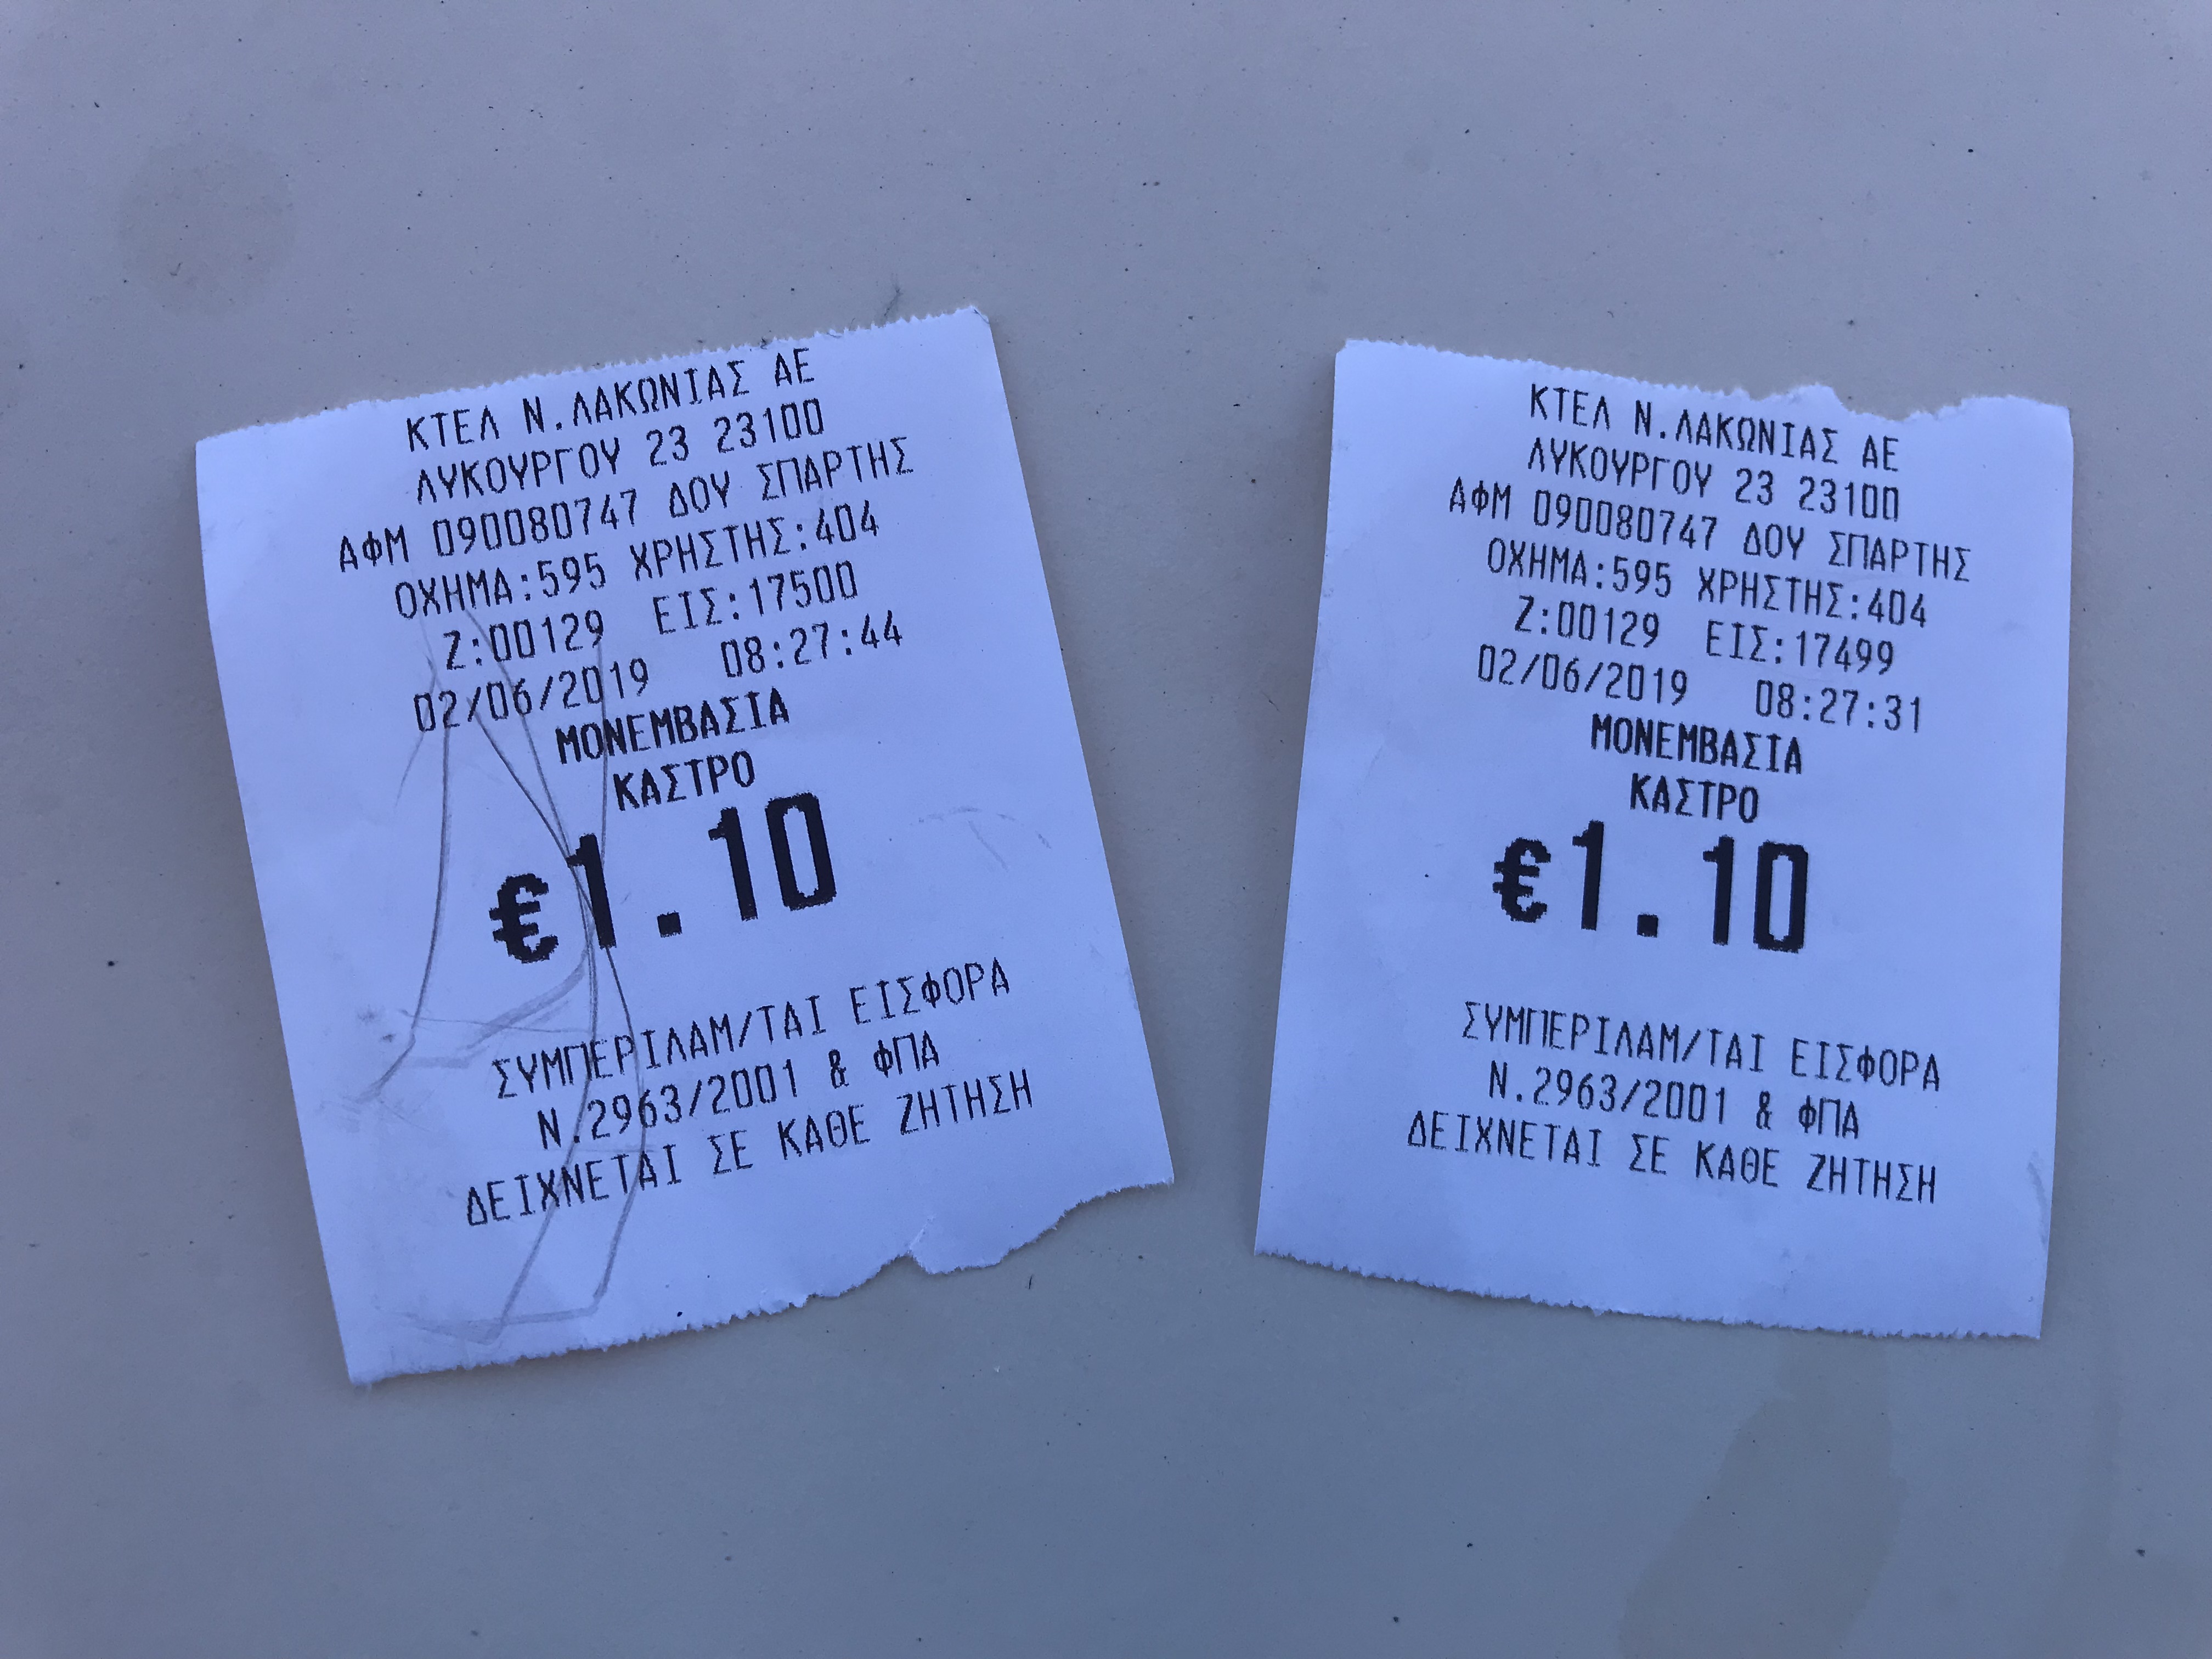 ΚΤΕΛ Ν.ΛΑΚΩΝΙΑΣ ΑΕ
ΛΥΚΟΥΡΓΟΥ 23 23100
ΑΦΜ 090080747 ΔΟΥ ΣΠΑΡΤΗΣ
ΟΧΗΜΑ:595 ΧΡΗΣΤΗΣ:404
Ζ:00129 ΕΙΣ:17500
02/06/2019 08:27:44
ΜΟΝΕΜΒΑΣΙΑ
ΚΑΣΤΡΟ
€1.10
ΣΥΜΠΕΡΙΛΑΜ/ΤΑΙ ΕΙΣΦΟΡΑ
Ν.2963/2001 & ΦΠΑ
ΔΕΙΧΝΕΤΑΙ ΣΕ ΚΑΘΕ ΖΗΤΗΣΗ
ΚΤΕΛ Ν.ΛΑΚΩΝΙΑΣ ΑΕ
ΛΥΚΟΥΡΓΟΥ 23 23100
ΑΦΜ 090080747 ΔΟΥ ΣΠΑΡΤΗΣ
ΟΧΗΜΑ:595 ΧΡΗΣΤΗΣ:404
Ζ:00129 ΕΙΣ:17499
02/06/2019 08:27:31
ΜΟΝΕΜΒΑΣΙΑ
ΚΑΣΤΡΟ
€1.10
ΣΥΜΠΕΡΙΛΑΜ/ΤΑΙ ΕΙΣΦΟΡΑ
Ν.2963/2001 & ΦΠΑ
ΔΕΙΧΝΕΤΑΙ ΣΕ ΚΑΘΕ ΖΗΤΗΣΗ